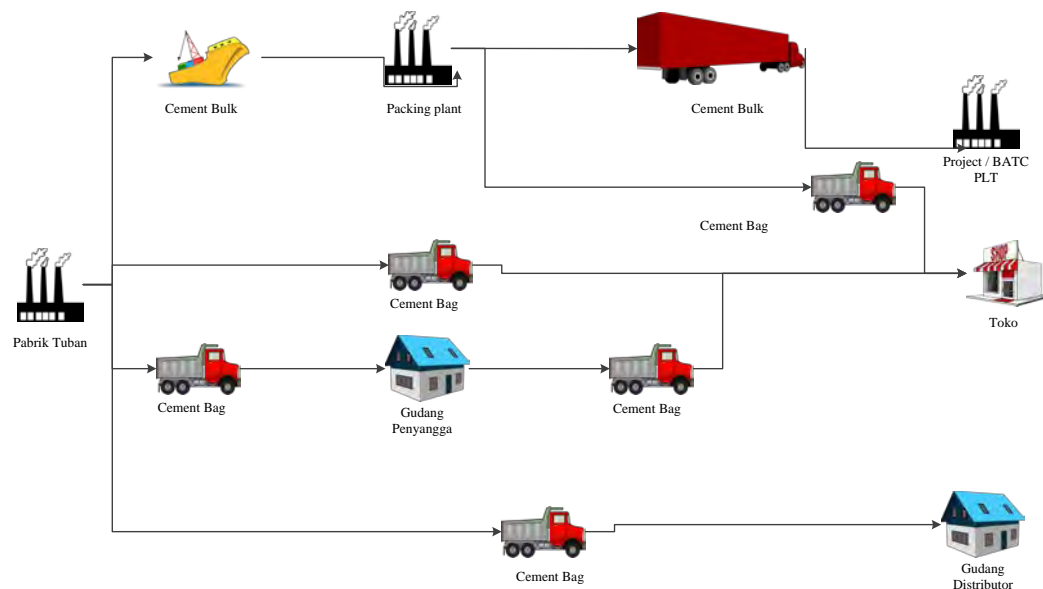 Cement Bulk
Packing plant
Cement Bulk
Project / BATC
PLT
Cement Bag
SHOP
Pabrik Tuban
Cement Bag
Toko
Cement Bag
Gudang
Penyangga
Cement Bag
Cement Bag
Gudang
Distributor